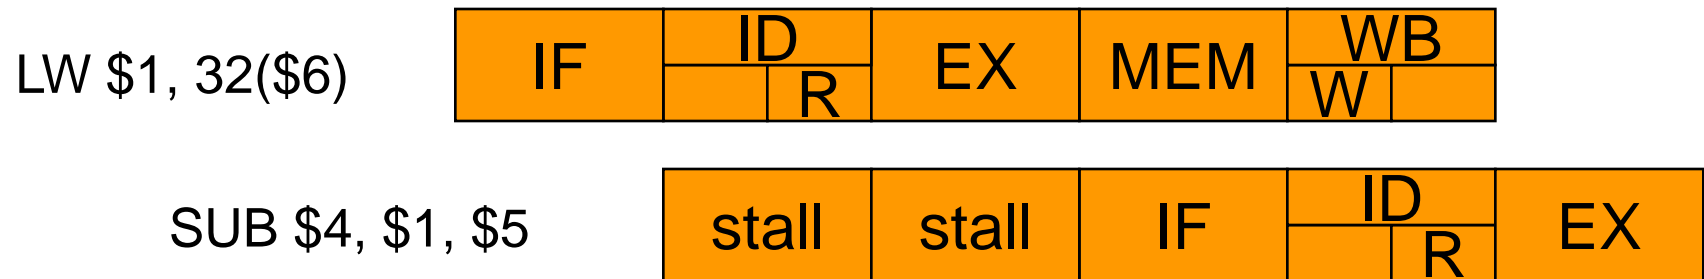 LW $1, 32($6) IF ID R EX MEM WB W
SUB $4, $1, $5 stall stall IF ID R EX